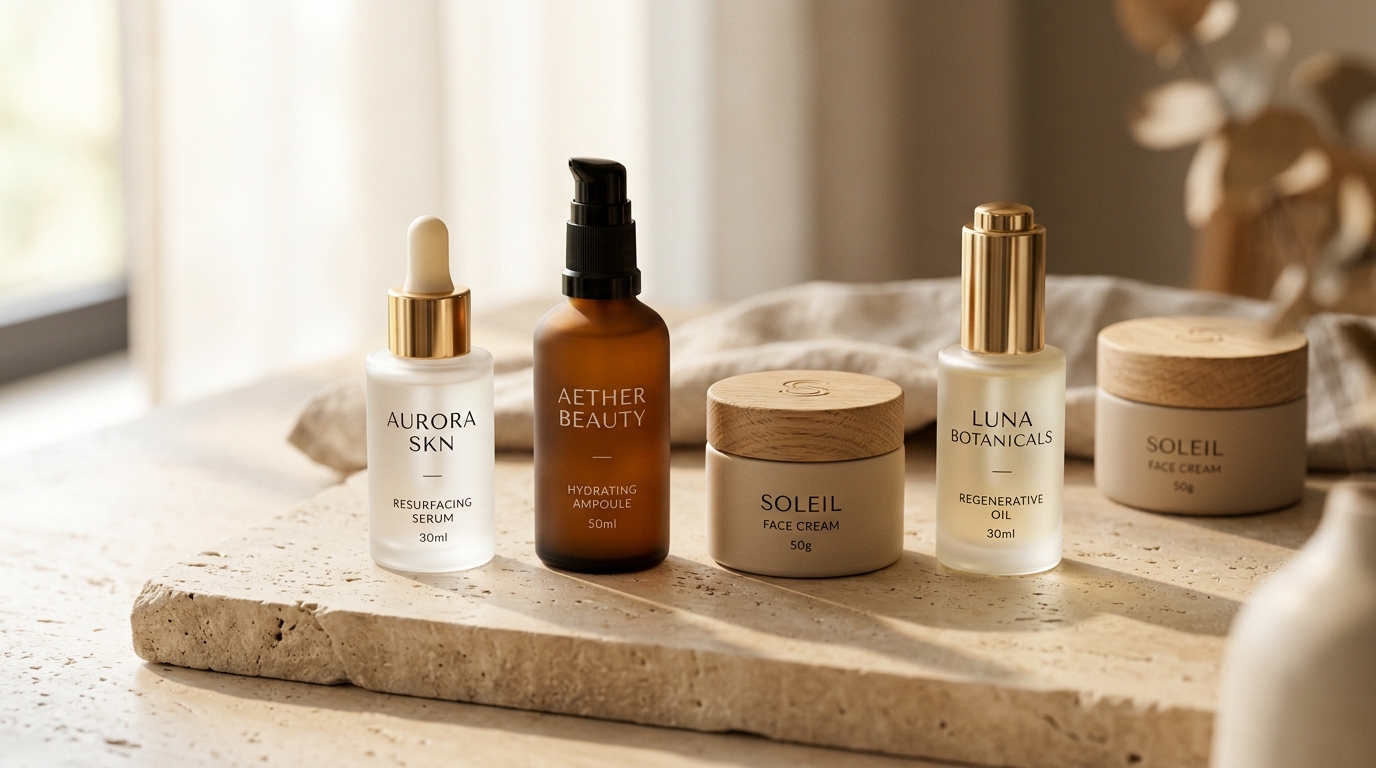 AURORA
SKN
RESURFACING
SERUM
30ml
AETHER
BEAUTY
HYDRATING
AMPOULE
50ml
SOLEIL
FACE CREAM
50g
LUNA
BOTANICALS
REGENERATIVE
OIL
30ml
SOLEIL
FACE CREAM
50g